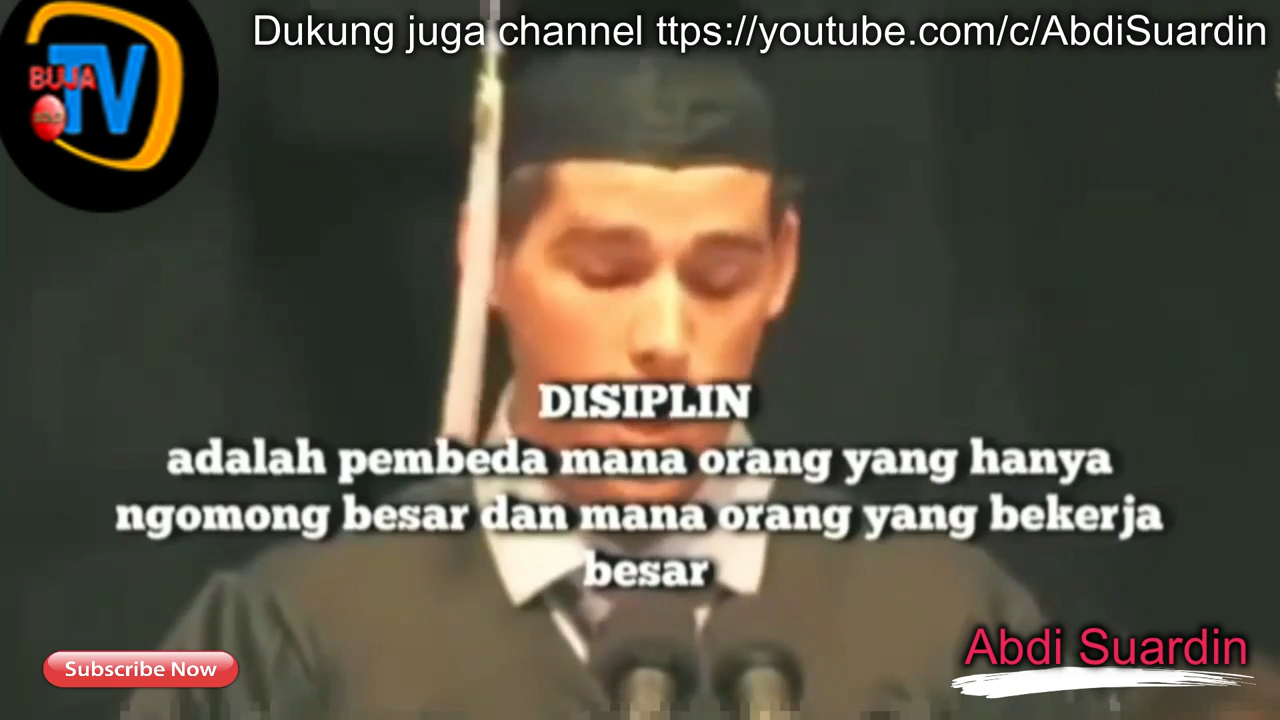 Dukung juga channel ttps://youtube.com/c/AbdiSuardin
BUJA
TV
DISIPLIN
adalah pembeda mana orang yang hanya
ngomong besar dan mana orang yang bekerja
besar
Subscribe Now
Abdi Suardin